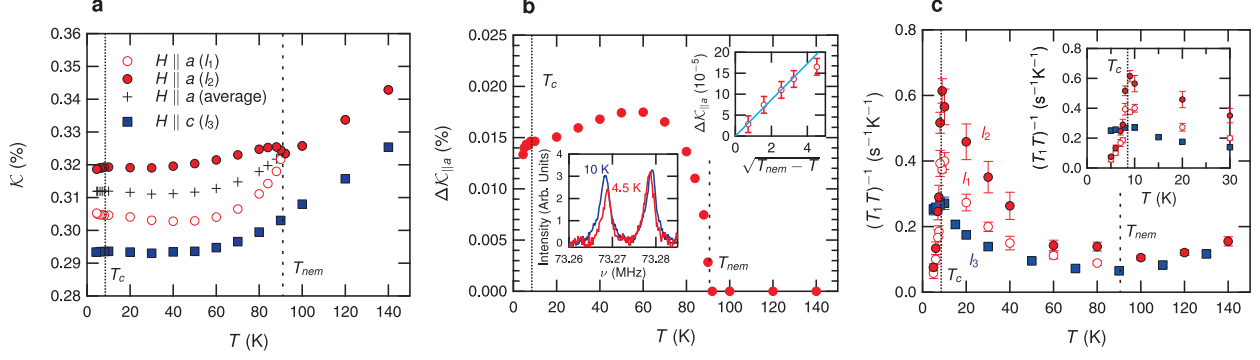 a
𝒦 (%)
0.36
0.35
0.34
0.33
0.32
0.31
0.30
0.29
0.28
H || a (l1)
H || a (l2)
H || a (average)
H || c (l3)
Tc
Tnem
0 20 40 60 80 100 120 140
T (K)
b
Δ𝒦||a (%)
0.025
0.020
0.015
0.010
0.005
0.000
Tc
Tnem
0 20 40 60 80 100 120 140
T (K)
Δ𝒦||a (10-5)
20
15
10
5
0
0 2 4
√Tnem − T
Intensity (Arb. Units)
4
3
2
1
0
10 K
4.5 K
73.26 73.27 73.28
ν (MHz)
c
(T1T)-1 (s-1K-1)
0.8
0.6
0.4
0.2
0.0
l2
l1
l3
Tc
Tnem
0 20 40 60 80 100 120 140
T (K)
(T1T)-1 (s-1K-1)
0.8
0.6
0.4
0.2
0.0
Tc
0 10 20 30
T (K)